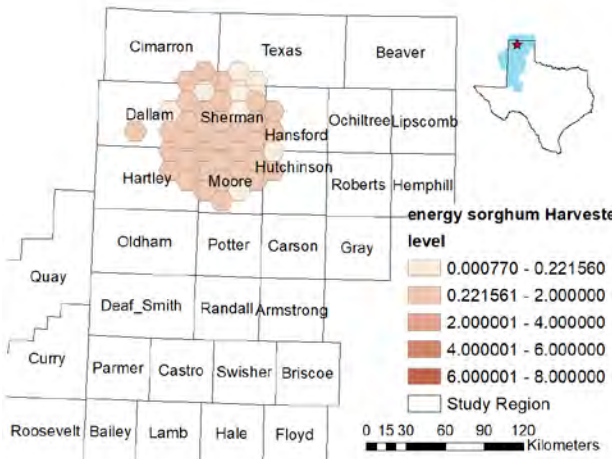 Cimarron
Texas
Beaver
Dallam
Sherman
Hansford
Ochiltree
Lipscomb
Hartley
Moore
Hutchinson
Roberts
Hemphill
Oldham
Potter
Carson
Gray
Quay
Deaf_Smith
Randall
Armstrong
Curry
Parmer
Castro
Swisher
Briscoe
Roosevelt
Bailey
Lamb
Hale
Floyd
energy sorghum Harveste
level
0.000770 - 0.221560
0.221561 - 2.000000
2.000001 - 4.000000
4.000001 - 6.000000
6.000001 - 8.000000
Study Region
0 15 30 60 90 120
Kilometers